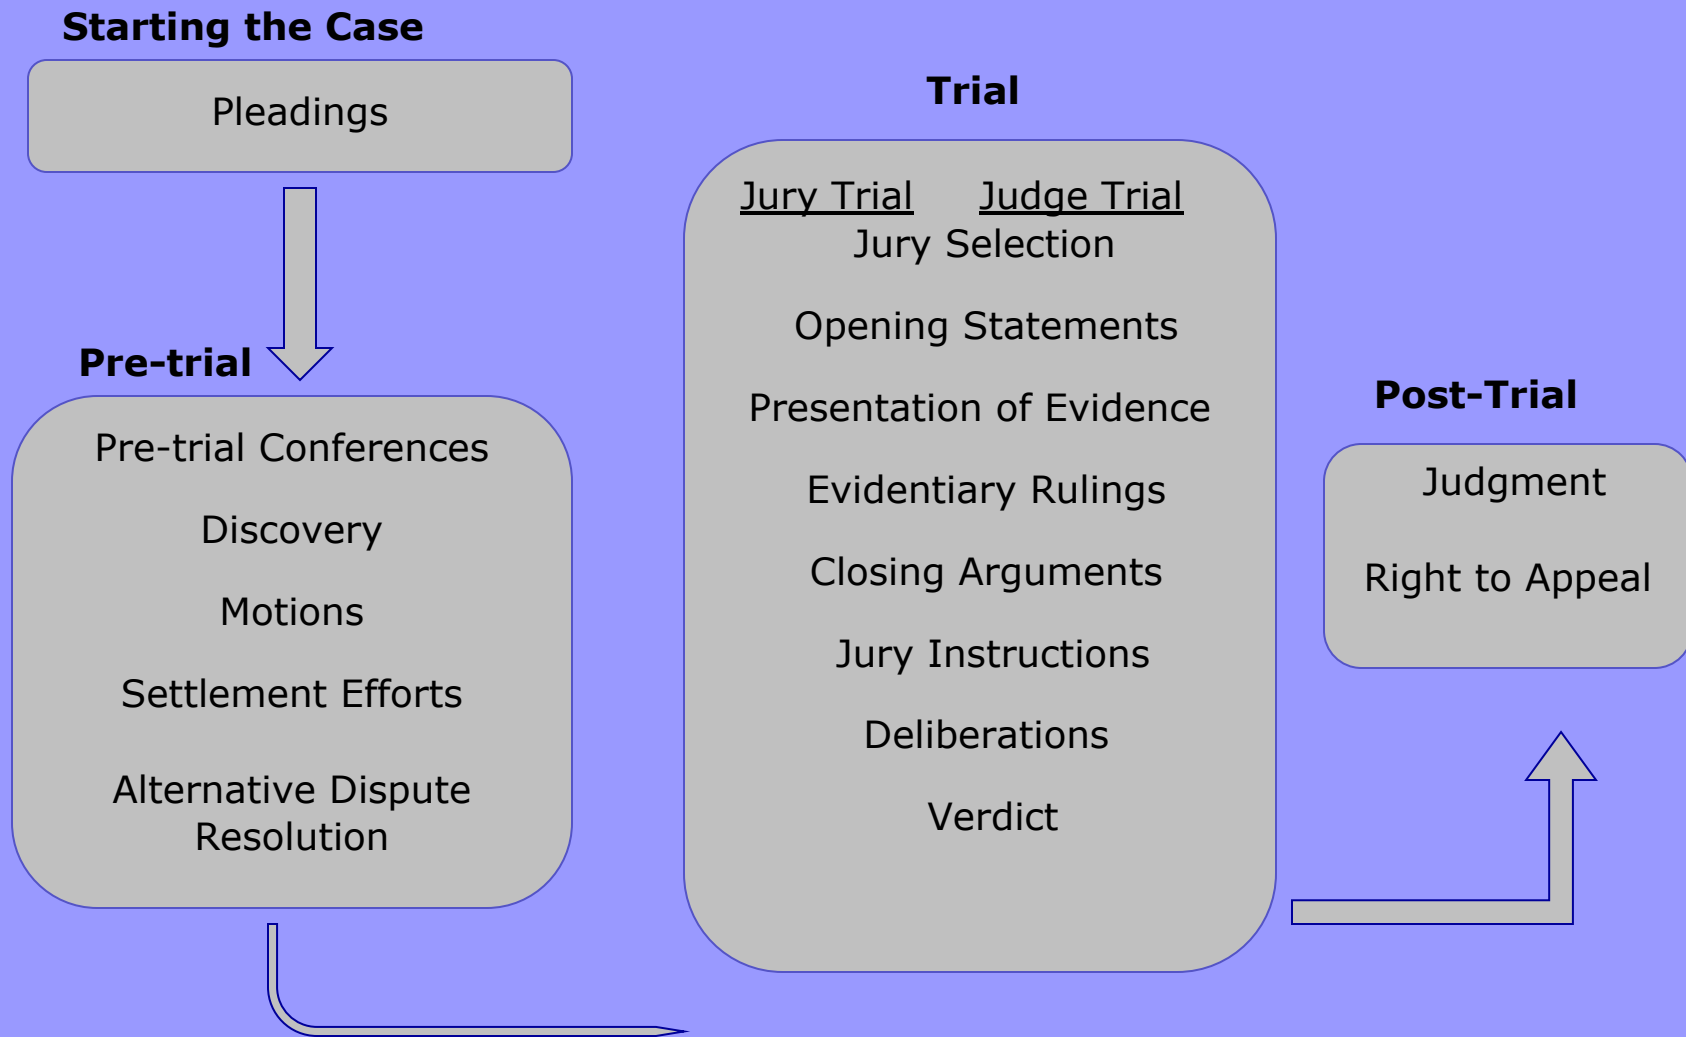 Starting the Case
Pleadings
Pre-trial
Pre-trial Conferences
Discovery
Motions
Settlement Efforts
Alternative Dispute
Resolution
Trial
Jury Trial Judge Trial
Jury Selection
Opening Statements
Presentation of Evidence
Evidentiary Rulings
Closing Arguments
Jury Instructions
Deliberations
Verdict
Post-Trial
Judgment
Right to Appeal